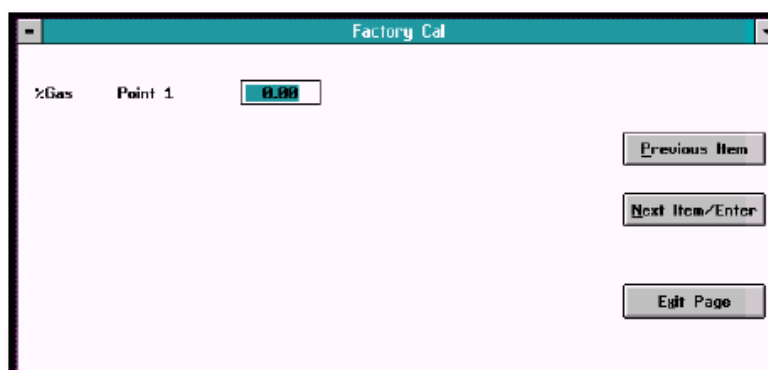 Factory Cal
%Gas Point 1 0.00
Previous Item
Next Item/Enter
Exit Page